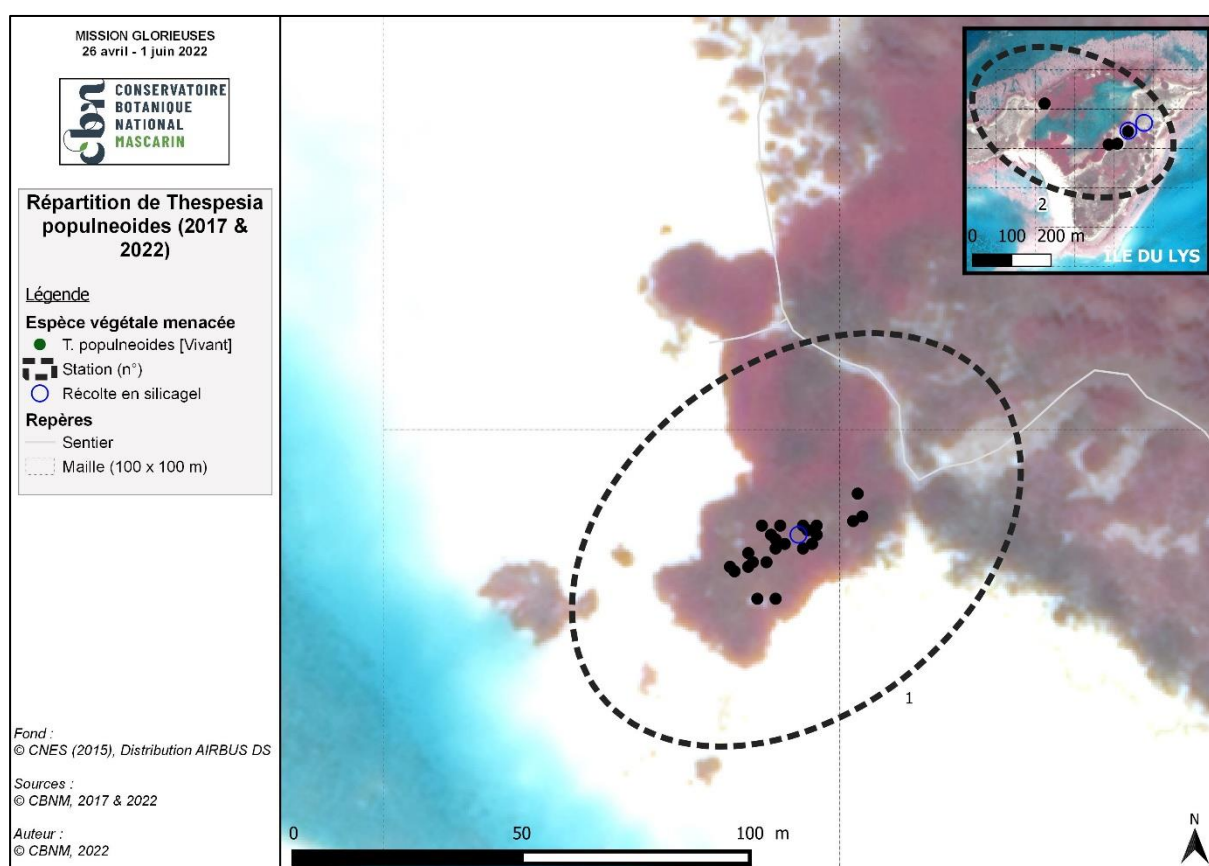 MISSION GLORIEUSES
26 avril - 1 juin 2022
cbn
CONSERVATOIRE
BOTANIQUE
NATIONAL
MASCARIN
Répartition de Thespesia
populneoides (2017 &
2022)
Légende
Espèce végétale menacée
T. populneoides [Vivant]
Station (n°)
Récolte en silicagel
Repères
Sentier
Maille (100 x 100 m)
Fond :
© CNES (2015), Distribution AIRBUS DS
Sources :
© CBNM, 2017 & 2022
Auteur :
© CBNM, 2022
2
0 100 200 m
ILE DU LYS
1
0 50 100 m
N